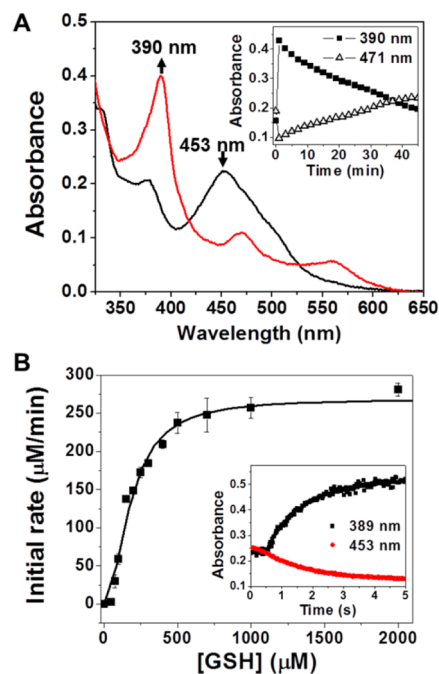 A
390 nm
453 nm
Absorbance
0.4
0.3
0.2
0.1
0.0
350 400 450 500 550 600 650
Wavelength (nm)
390 nm
471 nm
Absorbance
0.5
0.4
0.3
0.2
0.1
0 10 20 30 40
Time (min)
B
Initial rate (μM/min)
300
250
200
150
100
50
0
0 500 1000 1500 2000
[GSH] (μM)
Absorbance
0.5
0.4
0.3
0.2
0.1
389 nm
453 nm
0 1 2 3 4 5
Time (s)